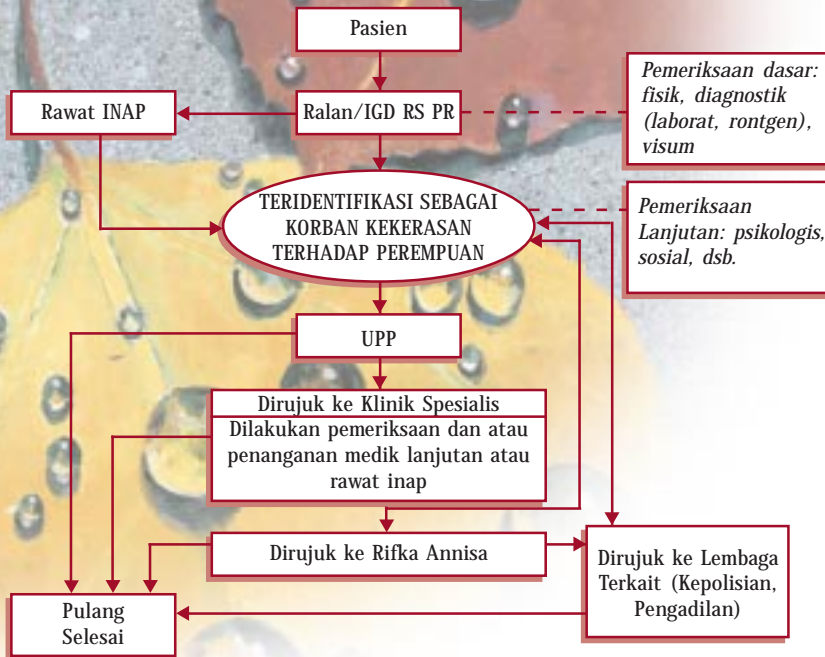 Pasien
Rawat INAP
Ralan/IGD RS PR
Pemeriksaan dasar:
fisik, diagnostik
(laborat, rontgen),
visum
TERIDENTIFIKASI SEBAGAI
KORBAN KEKERASAN
TERHADAP PEREMPUAN
Pemeriksaan
Lanjutan: psikologis,
sosial, dsb.
UPP
Dirujuk ke Klinik Spesialis
Dilakukan pemeriksaan dan atau
penanganan medik lanjutan atau
rawat inap
Dirujuk ke Rifka Annisa
Dirujuk ke Lembaga
Terkait (Kepolisian,
Pengadilan)
Pulang
Selesai